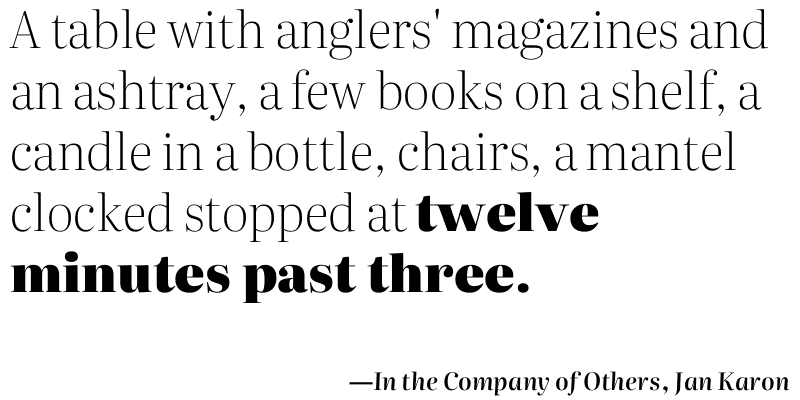 A table with anglers' magazines and
an ashtray, a few books on a shelf, a
candle in a bottle, chairs, a mantel
clocked stopped at twelve
minutes past three.
—In the Company of Others, Jan Karon